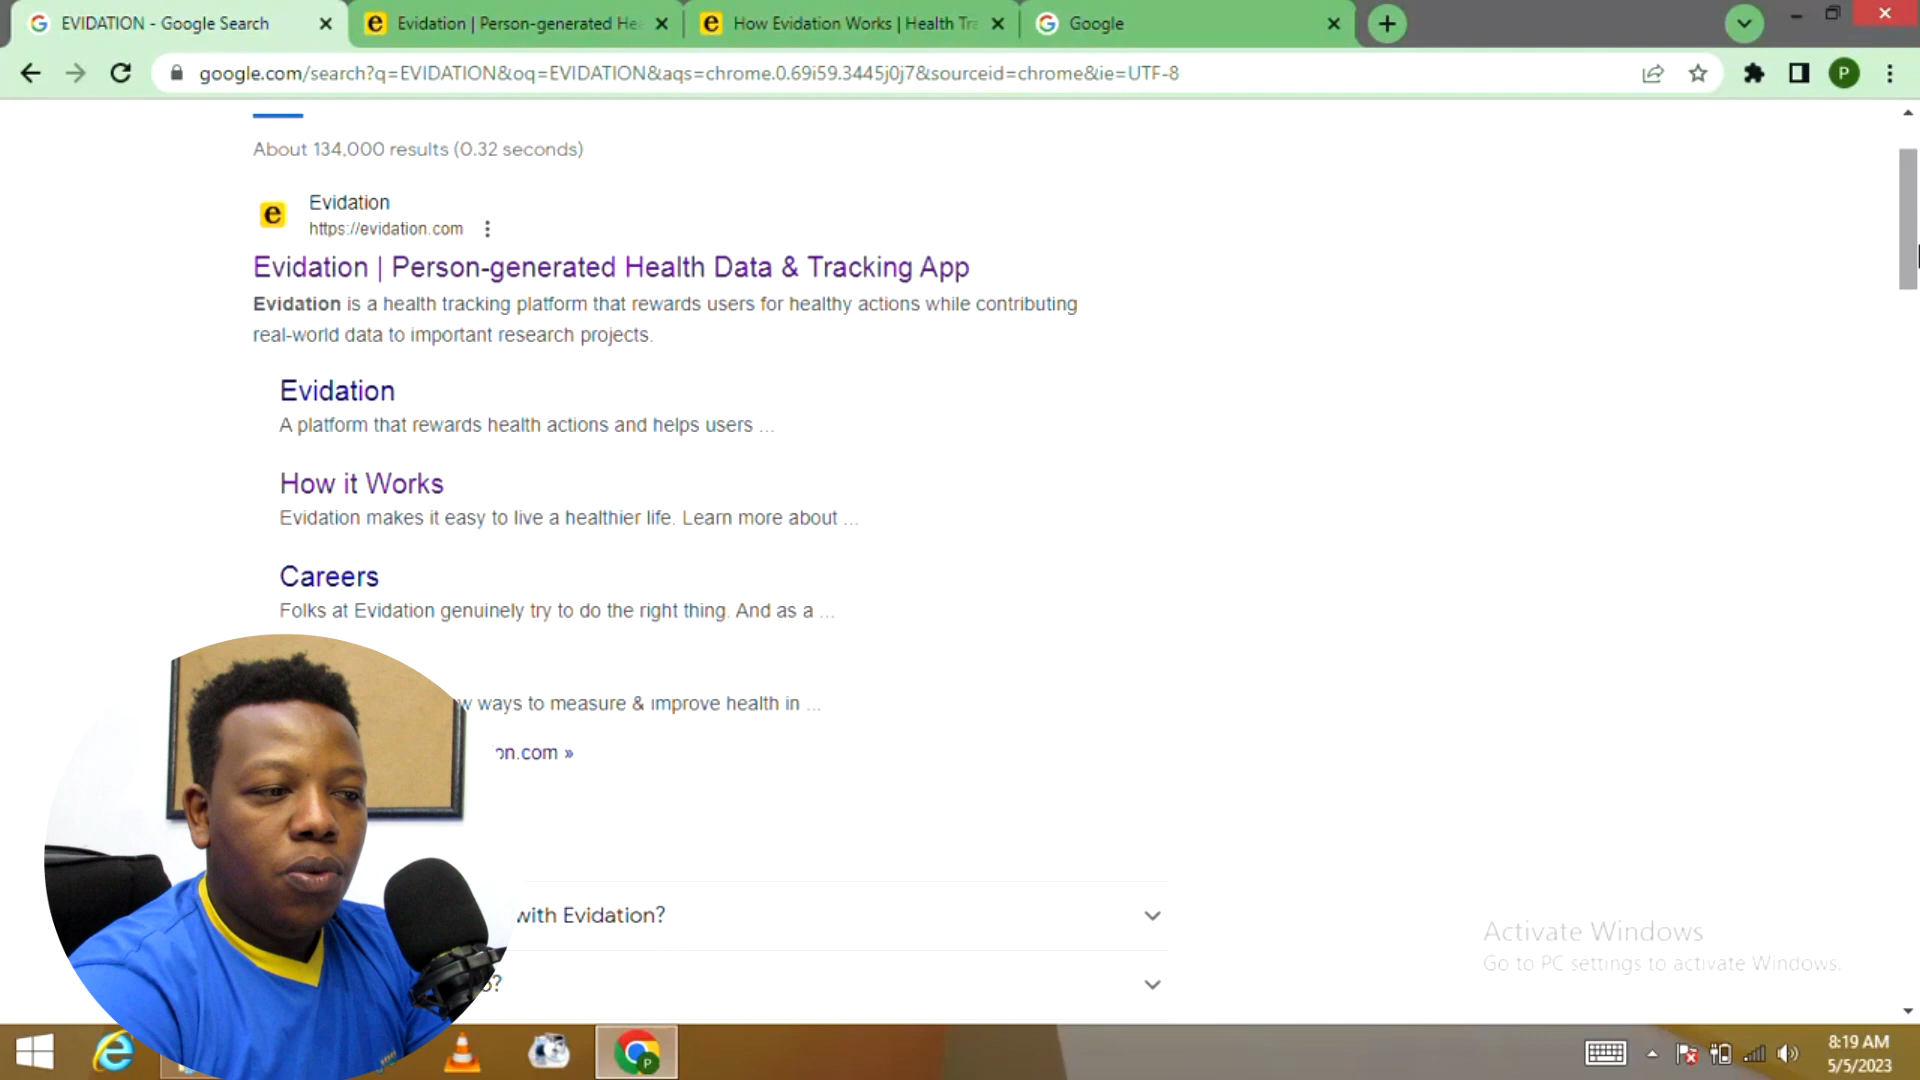 EVIDATION - Google Search
Evidation | Person-generated He
How Evidation Works | Health Tra
Google
google.com/search?q=EVIDATION&oq=EVIDATION&aqs=chrome.0.69i59.3445j0j7&sourceid=chrome&ie=UTF-8
P
About 134,000 results (0.32 seconds)
e
Evidation
https://evidation.com
Evidation | Person-generated Health Data & Tracking App
Evidation is a health tracking platform that rewards users for healthy actions while contributing
real-world data to important research projects.
Evidation
A platform that rewards health actions and helps users ...
How it Works
Evidation makes it easy to live a healthier life. Learn more about ...
Careers
Folks at Evidation genuinely try to do the right thing. And as a ...
ways to measure & improve health in ...
on.com »
with Evidation?
Activate Windows
Go to PC settings to activate Windows.
8:19 AM
5/5/2023